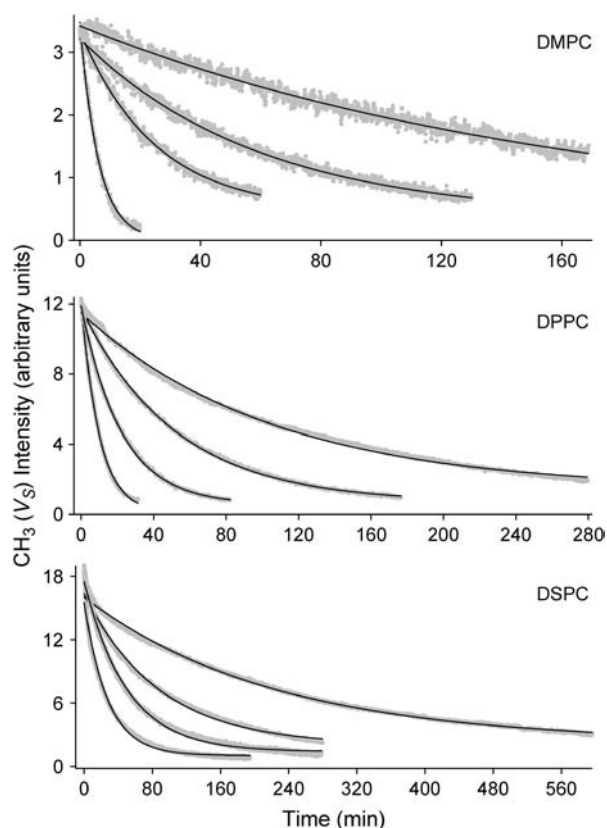 CH₃ (Vₛ) Intensity (arbitrary units)
DMPC
3
2
1
0
0 40 80 120 160
DPPC
12
8
4
0
0 40 80 120 160 200 240 280
DSPC
18
12
6
0
0 80 160 240 320 400 480 560
Time (min)